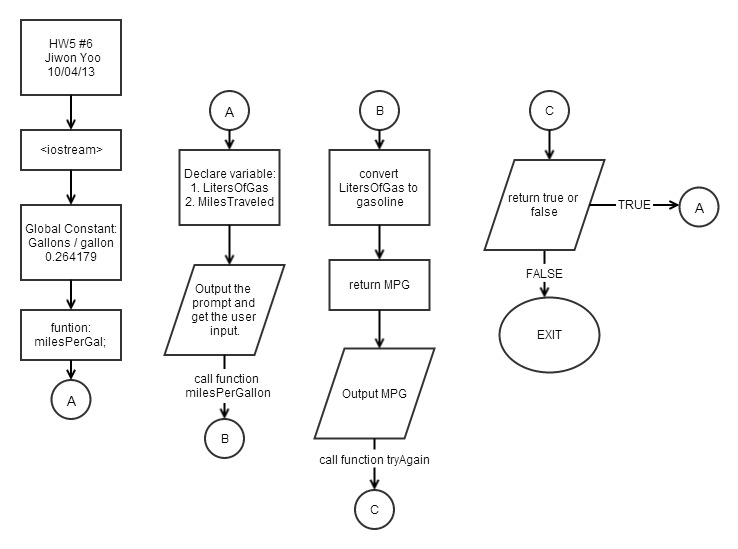 HW5 #6
Jiwon Yoo
10/04/13
<iostream>
Global Constant:
Gallons / gallon
0.264179
funtion:
milesPerGal;
A
A
Declare variable:
1. LitersOfGas
2. MilesTraveled
Output the
prompt and
get the user
input.
call function
milesPerGallon
B
B
convert
LitersOfGas to
gasoline
return MPG
Output MPG
call function tryAgain
C
C
return true or
false
TRUE
A
FALSE
EXIT